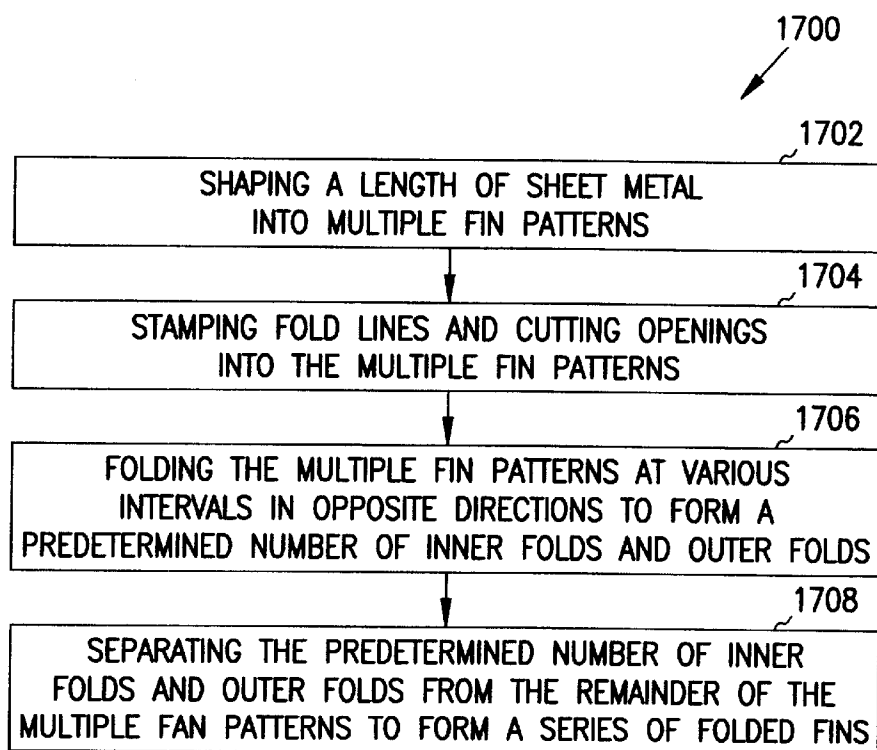 1700
1702
SHAPING A LENGTH OF SHEET METAL
INTO MULTIPLE FIN PATTERNS
1704
STAMPING FOLD LINES AND CUTTING OPENINGS
INTO THE MULTIPLE FIN PATTERNS
1706
FOLDING THE MULTIPLE FIN PATTERNS AT VARIOUS
INTERVALS IN OPPOSITE DIRECTIONS TO FORM A
PREDETERMINED NUMBER OF INNER FOLDS AND OUTER FOLDS
1708
SEPARATING THE PREDETERMINED NUMBER OF INNER
FOLDS AND OUTER FOLDS FROM THE REMAINDER OF THE
MULTIPLE FAN PATTERNS TO FORM A SERIES OF FOLDED FINS